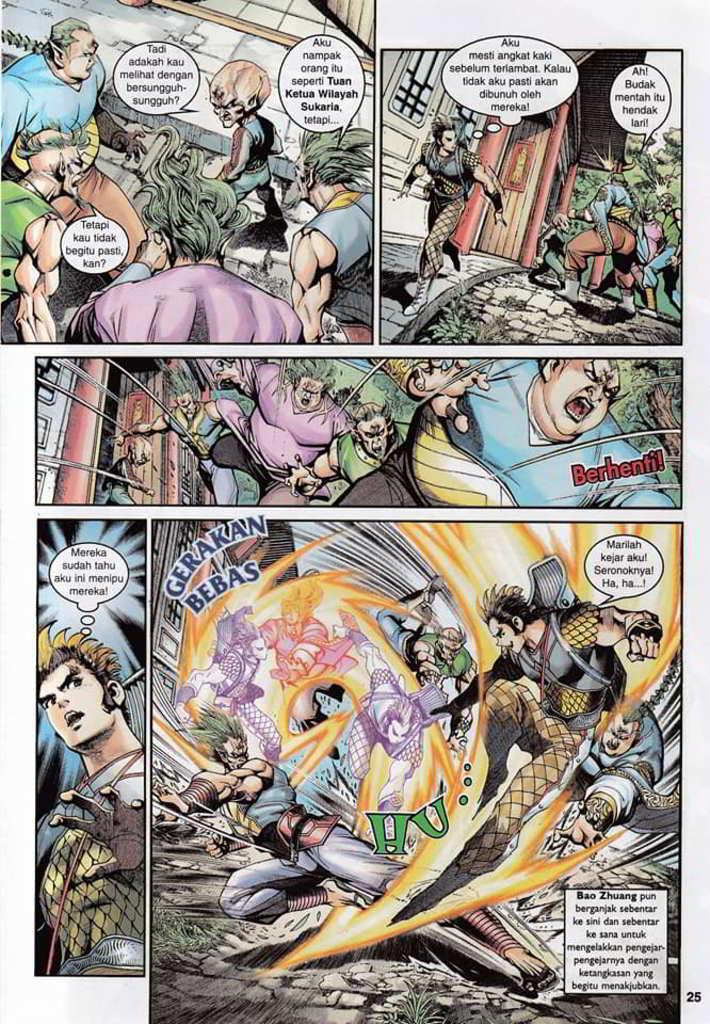 Tadi
adakah kau
melihat dengan
bersungguh-
sungguh?
Aku
nampak
orang itu
seperti Tuan
Ketua Wilayah
Sukaria,
tetapi...
Tetapi
kau tidak
begitu pasti,
kan?
Aku
mesti angkat kaki
sebelum terlambat. Kalau
tidak aku pasti akan
dibunuh oleh
mereka!
Ah!
Budak
mentah itu
hendak
lari!
Berhenti!
Mereka
sudah tahu
aku ini menipu
mereka!
GERAKAN
BEBAS
Marilah
kejar aku!
Seronoknya!
Ha, ha...!
HU...
Bao Zhuang pun
berganjak sebentar
ke sini dan sebentar
ke sana untuk
mengelakkan pengejar-
pengejarnya dengan
ketangkasan yang
begitu menakjubkan.
25